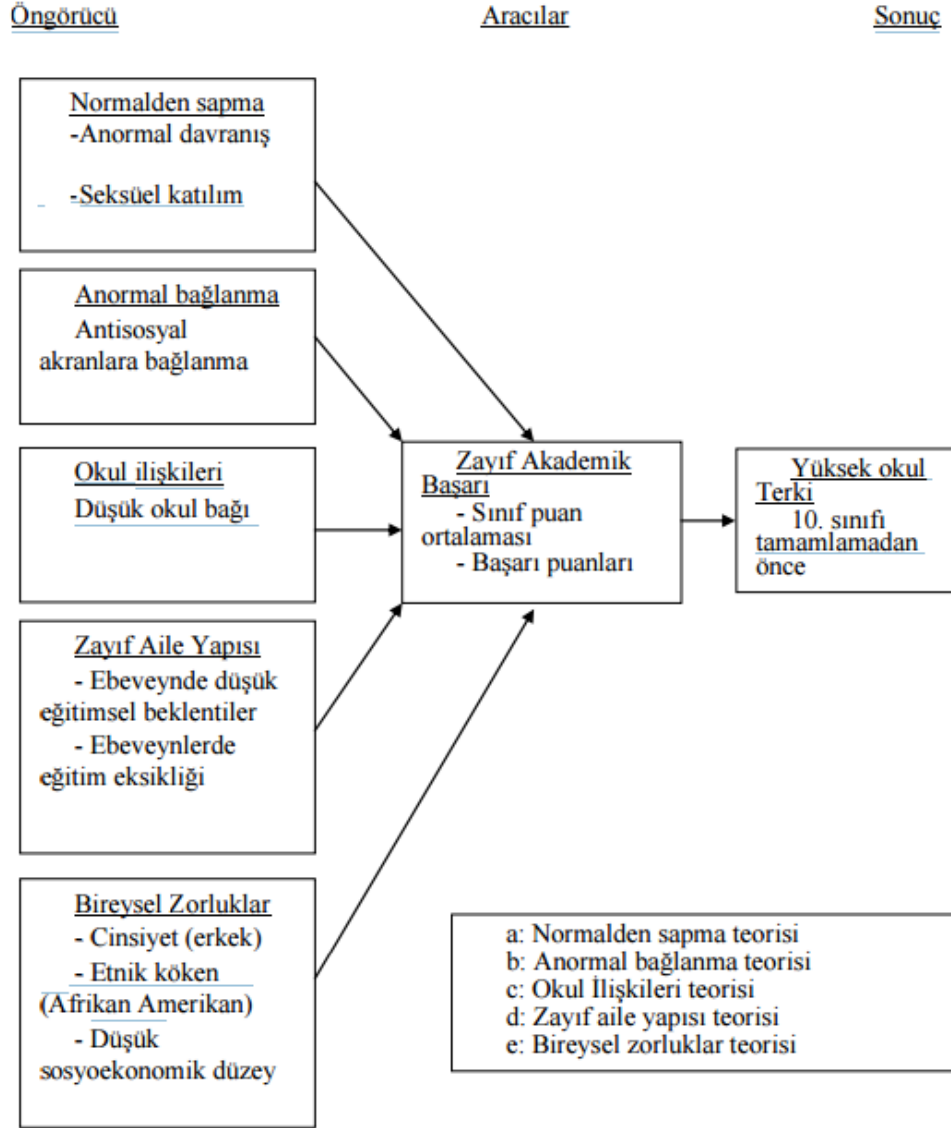 Öngörücü
Aracılar
Sonuç
Normalden sapma
-Anormal davranış
-Seksüel katılım
Anormal bağlanma
Antisosyal
akranlara bağlanma
Okul ilişkileri
Düşük okul bağı
Zayıf Aile Yapısı
- Ebeveynde düşük
eğitimsel beklentiler
- Ebeveynlerde
eğitim eksikliği
Bireysel Zorluklar
- Cinsiyet (erkek)
- Etnik köken
(Afrikan Amerikan)
- Düşük
sosyoekonomik düzey
Zayıf Akademik
Başarı
- Sınıf puan
ortalaması
- Başarı puanları
Yüksek okul
Terki
10. sınıfı
tamamlamadan
önce
a: Normalden sapma teorisi
b: Anormal bağlanma teorisi
c: Okul İlişkileri teorisi
d: Zayıf aile yapısı teorisi
e: Bireysel zorluklar teorisi